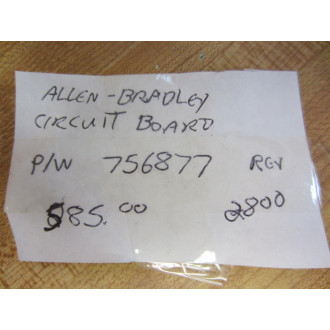 ALLEN-BRADLEY
CIRCUIT BOARD
P/N 756877 REV
$85.00 2800